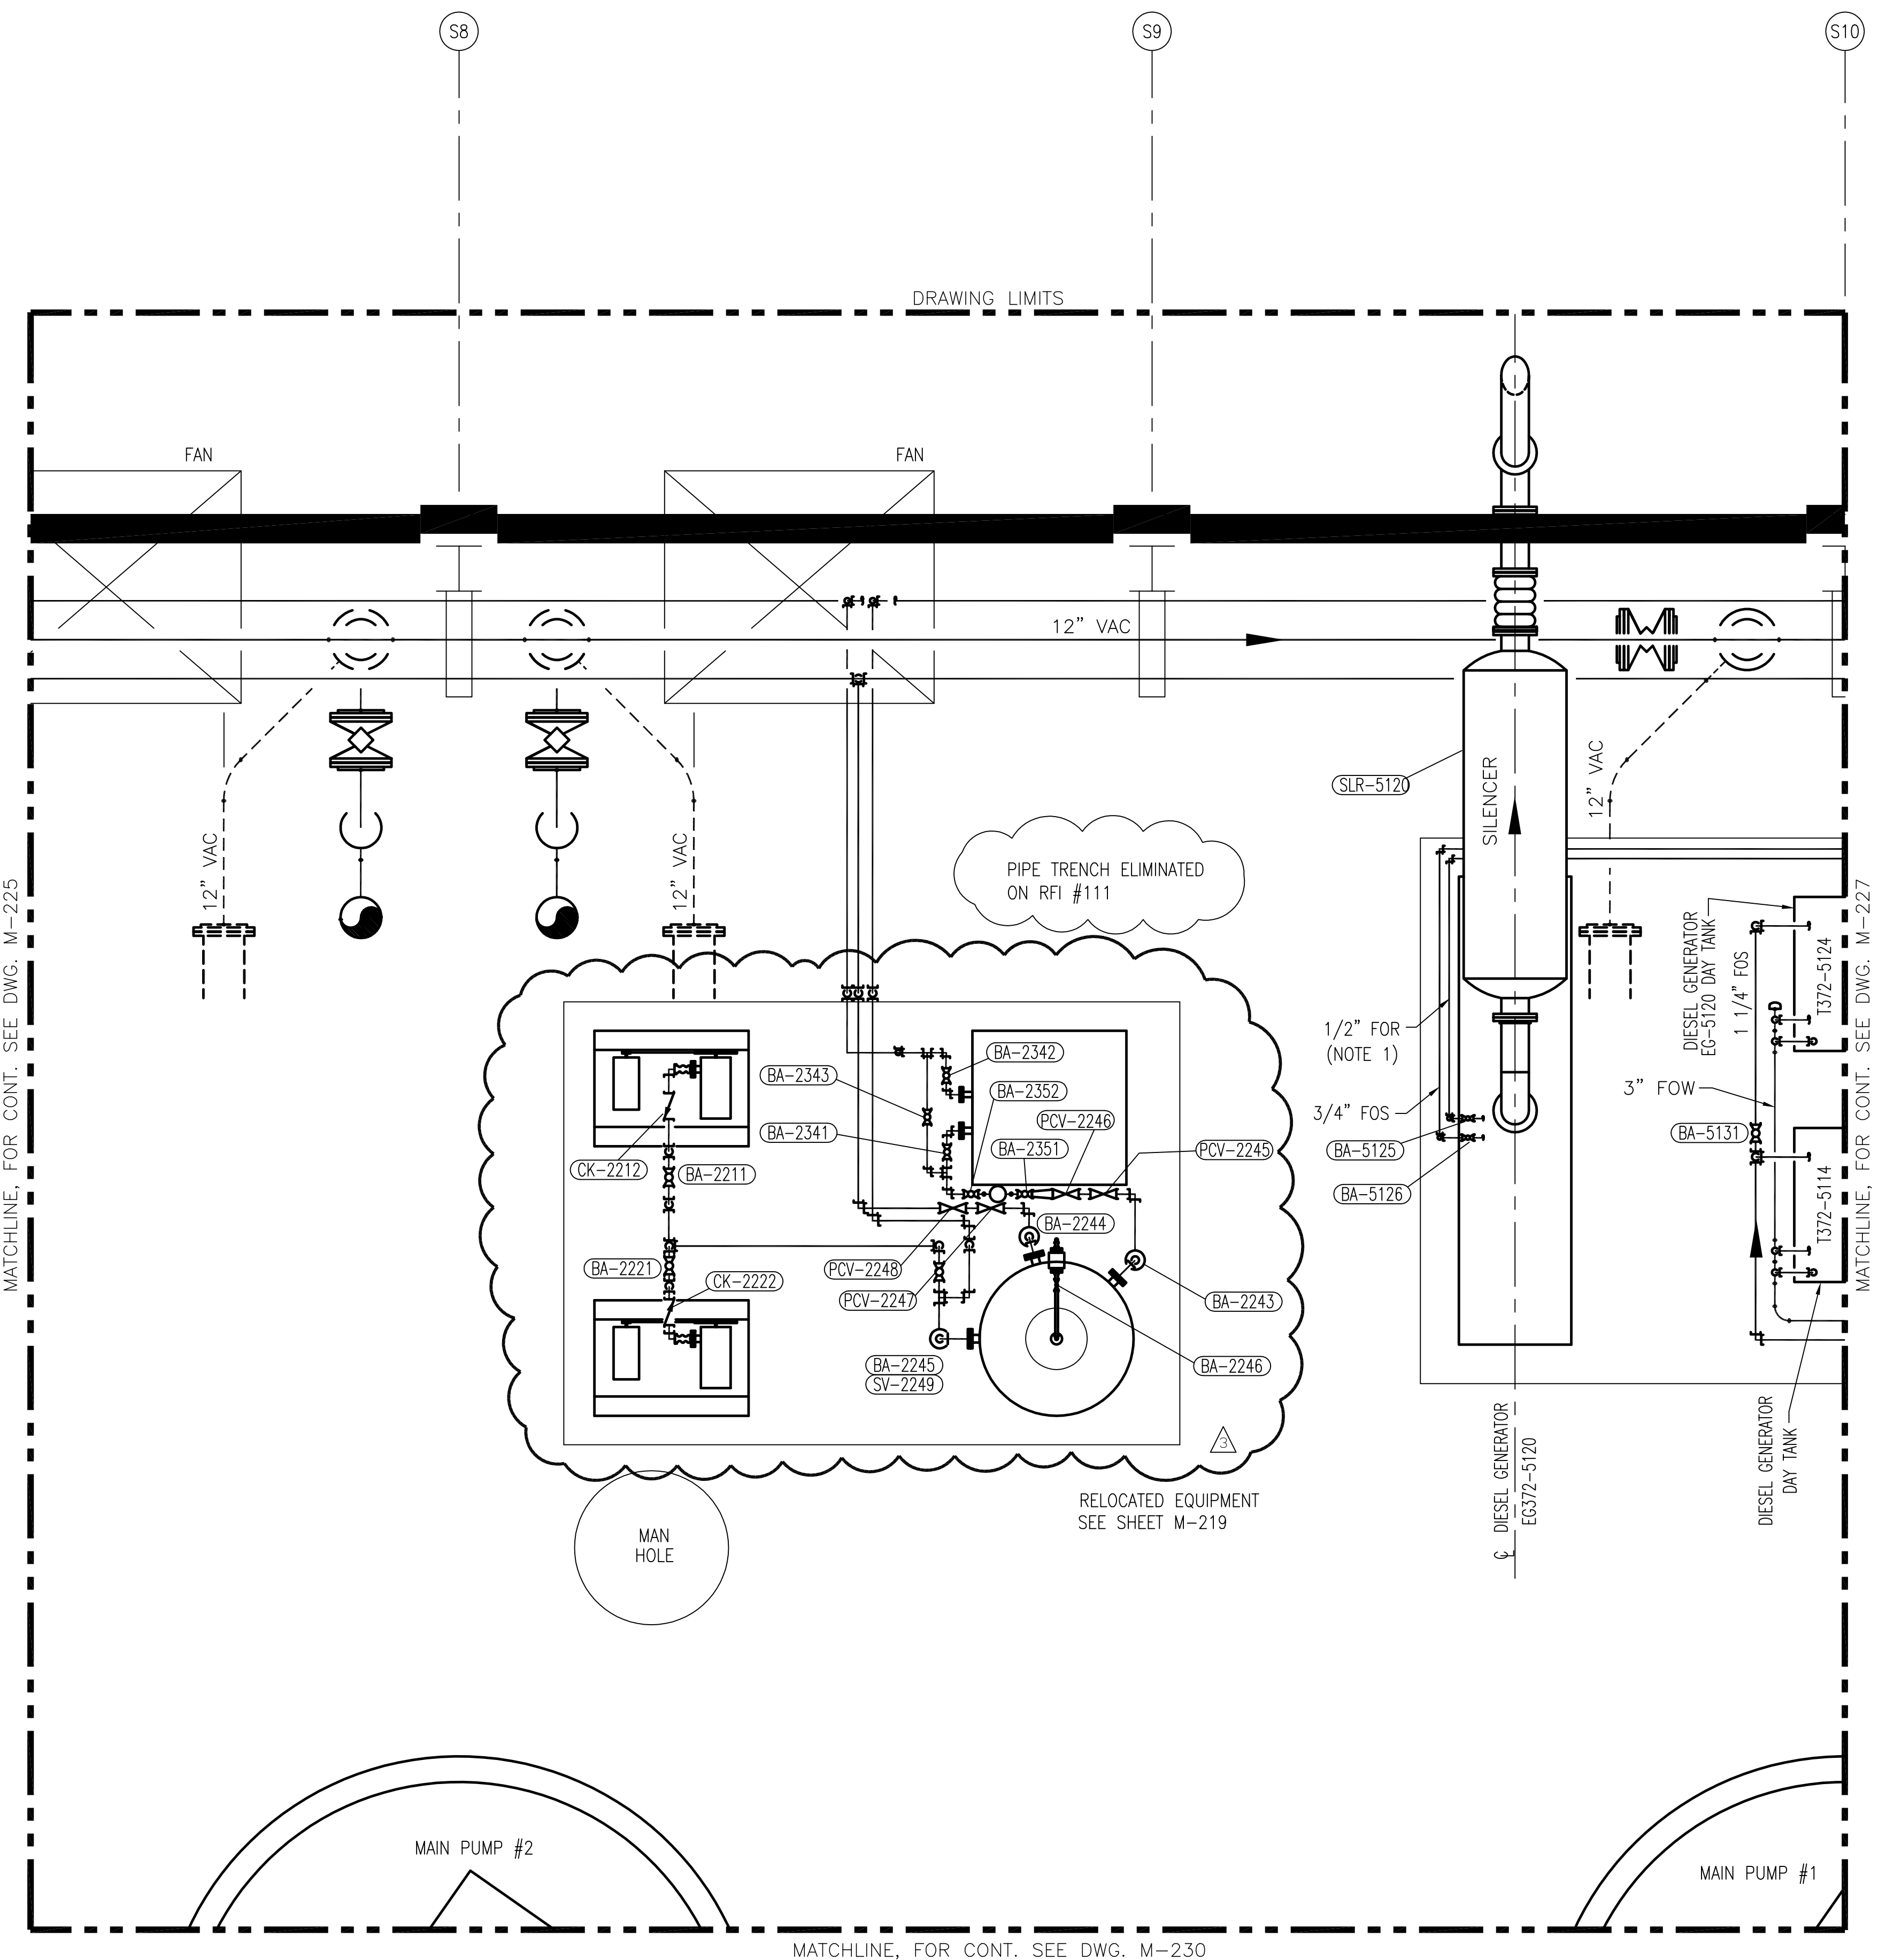 S8
S9
S10
DRAWING LIMITS
FAN
FAN
12" VAC
SLR-5120
SILENCER
12" VAC
12" VAC
12" VAC
PIPE TRENCH ELIMINATED
ON RFI #111
MATCHLINE, FOR CONT. SEE DWG. M-225
MATCHLINE, FOR CONT. SEE DWG. M-227
DIESEL GENERATOR
EG-5120 DAY TANK
1 1/4" FOS
T372-5124
1/2" FOR
(NOTE 1)
3/4" FOS
3" FOW
BA-2342
BA-2343
BA-2352
PCV-2246
BA-2341
BA-2351
PCV-2245
CK-2212
BA-2211
BA-5125
BA-5126
BA-5131
T372-5114
BA-2244
BA-2221
CK-2222
PCV-2248
PCV-2247
BA-2243
BA-2245
SV-2249
BA-2246
3
RELOCATED EQUIPMENT
SEE SHEET M-219
MAN
HOLE
CL DIESEL GENERATOR
EG372-5120
DIESEL GENERATOR
DAY TANK
MAIN PUMP #2
MAIN PUMP #1
MATCHLINE, FOR CONT. SEE DWG. M-230